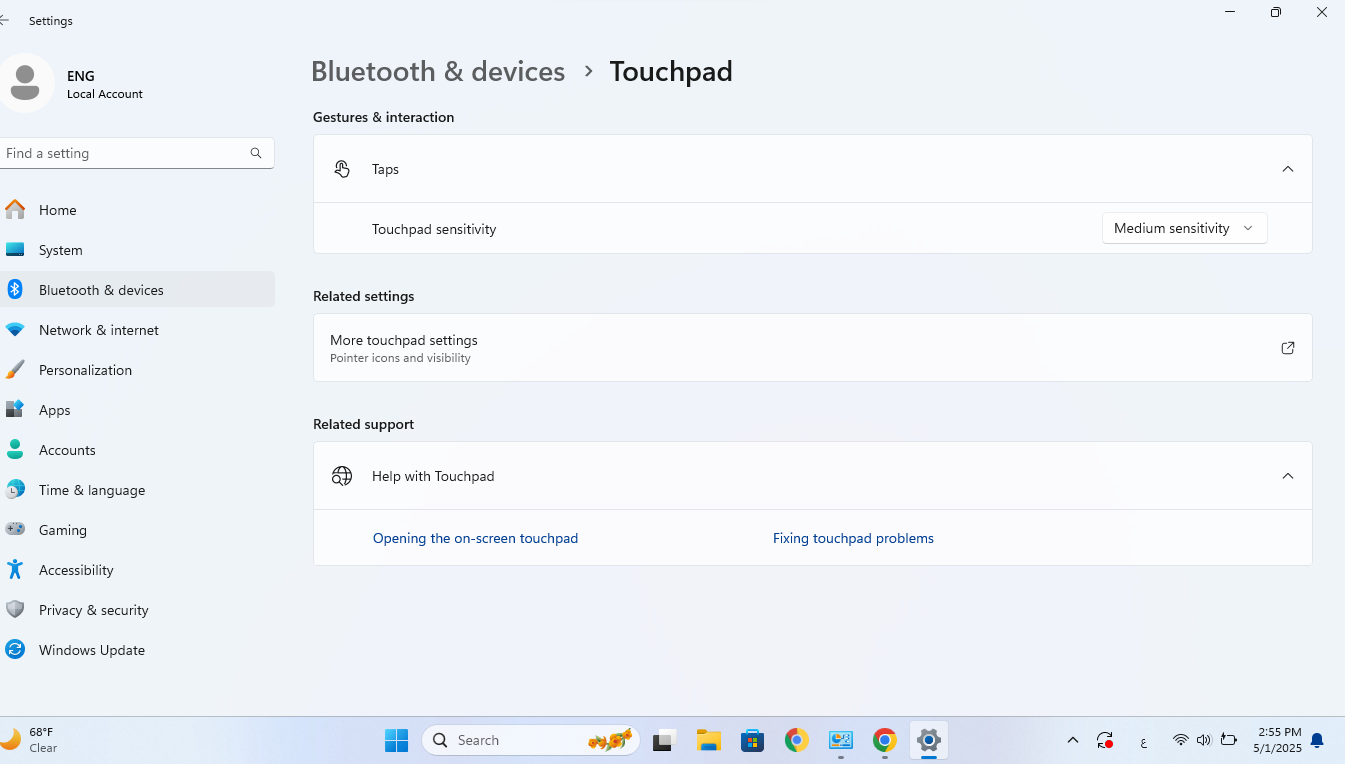 Settings
ENG
Local Account
Find a setting
Home
System
Bluetooth & devices
Network & internet
Personalization
Apps
Accounts
Time & language
Gaming
Accessibility
Privacy & security
Windows Update
Bluetooth & devices > Touchpad
Gestures & interaction
Taps
Touchpad sensitivity
Medium sensitivity
Related settings
More touchpad settings
Pointer icons and visibility
Related support
Help with Touchpad
Opening the on-screen touchpad
Fixing touchpad problems
68°F
Clear
Search
ع
2:55 PM
5/1/2025